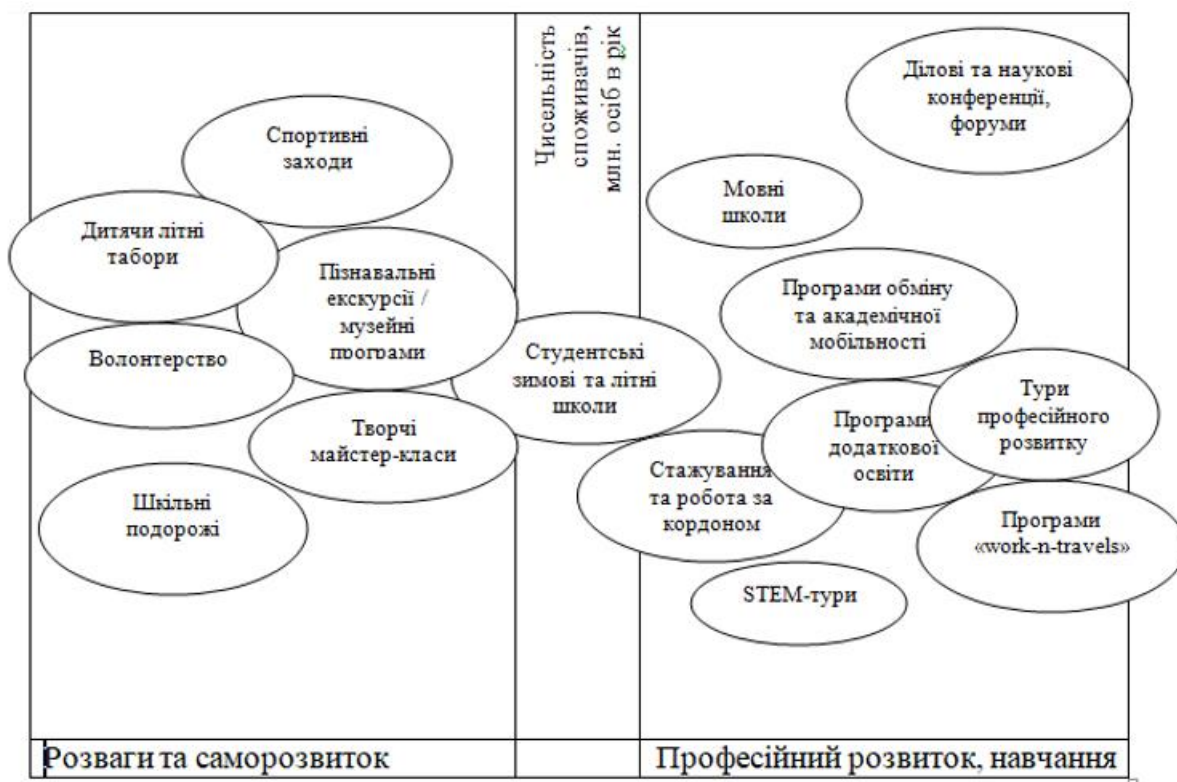 Чисельність
споживачів,
млн. осіб в рік
Ділові та наукові
конференції,
форуми
Спортивні
заходи
Мовні
школи
Дитячи літні
табори
Пізнавальні
екскурсії /
музейні
програми
Програми обміну
та академічної
мобільності
Волонтерство
Студентські
зимові та літні
школи
Тури
професійного
розвитку
Творчі
майстер-класи
Програми
додаткової
освіти
Стажування
та робота за
кордоном
Шкільні
подорожі
Програми
«work-n-travels»
STEM-тури
Розваги та саморозвиток
Професійний розвиток, навчання